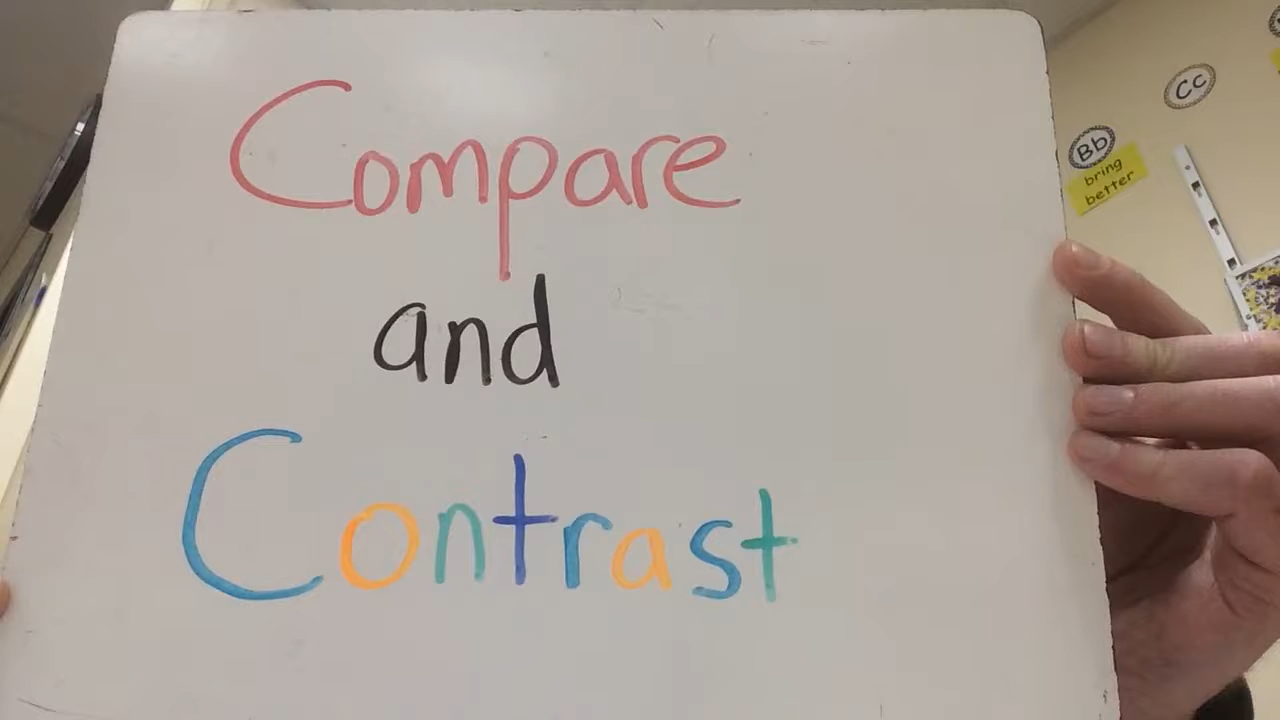 Compare
and
Contrast
Cc
Bb
bring
better